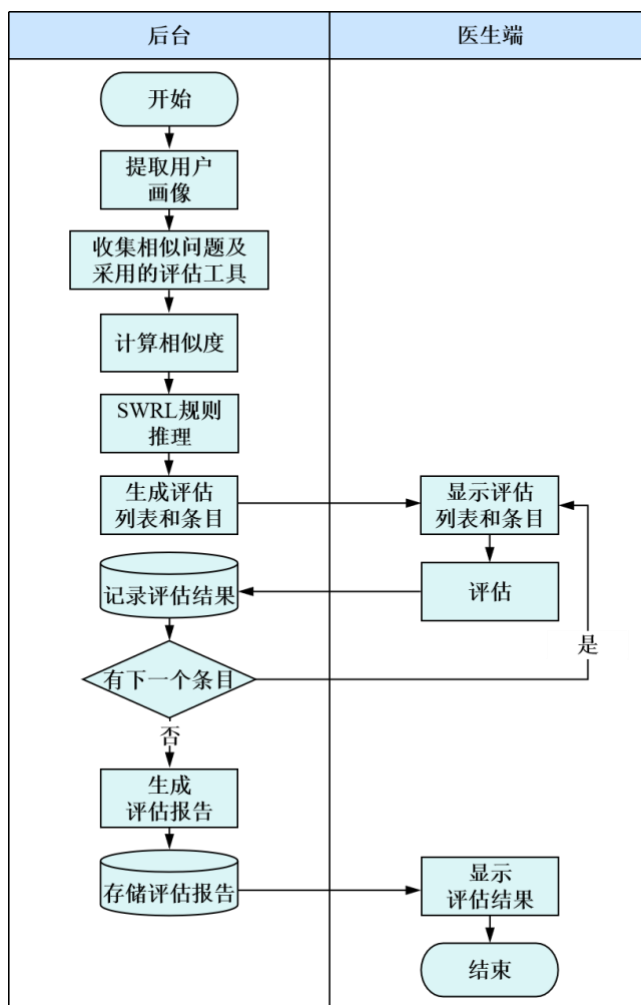 后台
医生端
开始
提取用户
画像
收集相似问题及
采用的评估工具
计算相似度
SWRL规则
推理
生成评估
列表和条目
显示评估
列表和条目
记录评估结果
评估
有下一个条目
是
否
生成
评估报告
存储评估报告
显示
评估结果
结束